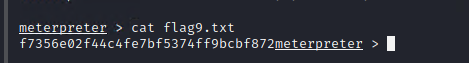 meterpreter > cat flag9.txt
f7356e02f44c4fe7bf5374ff9bcbf872meterpreter >